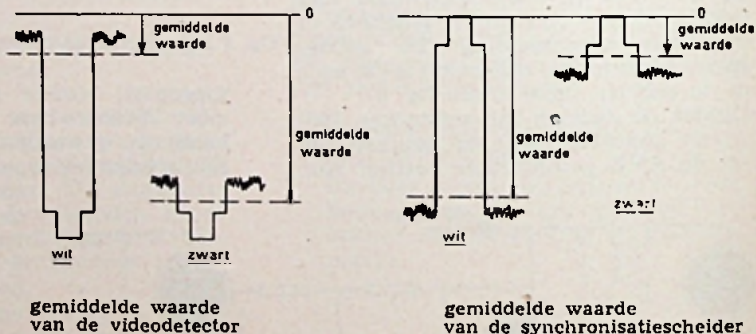 gemiddelde
waarde
0
gemiddelde
waarde
wit
zwart
gemiddelde waarde
van de videodetector
0
gemiddelde
waarde
gemiddelde
waarde
wit
zwart
gemiddelde waarde
van de synchronisatiescheider